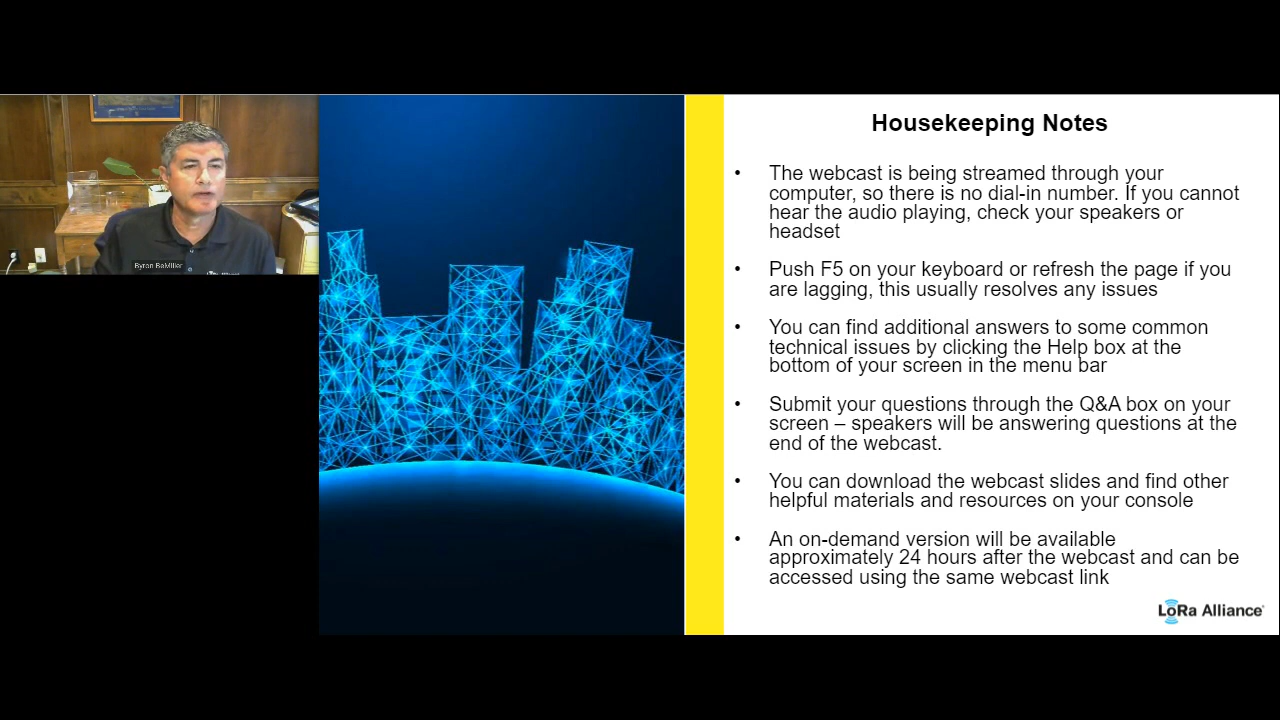 Byron BeMiller
Housekeeping Notes
• The webcast is being streamed through your
computer, so there is no dial-in number. If you cannot
hear the audio playing, check your speakers or
headset
• Push F5 on your keyboard or refresh the page if you
are lagging, this usually resolves any issues
• You can find additional answers to some common
technical issues by clicking the Help box at the
bottom of your screen in the menu bar
• Submit your questions through the Q&A box on your
screen – speakers will be answering questions at the
end of the webcast.
• You can download the webcast slides and find other
helpful materials and resources on your console
• An on-demand version will be available
approximately 24 hours after the webcast and can be
accessed using the same webcast link
LoRa Alliance